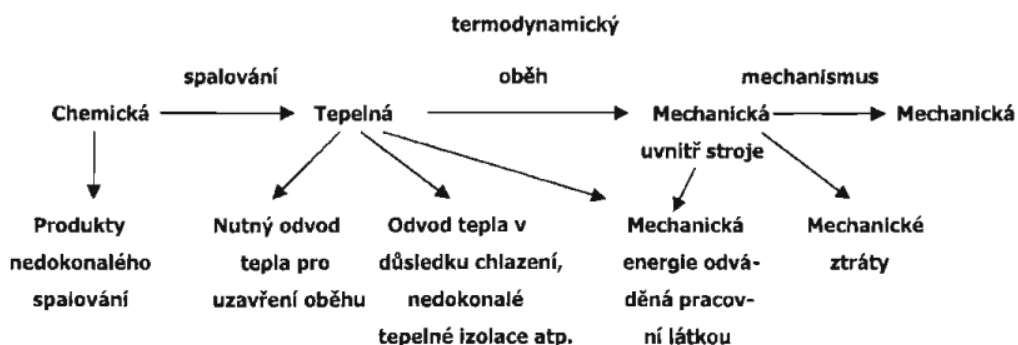 termodynamický
spalování oběh mechanismus
Chemická Tepelná Mechanická Mechanická
uvnitř stroje
Produkty Nutný odvod Odvod tepla v Mechanická Mechanické
nedokonalého tepla pro důsledku chlazení, energie odvá- ztráty
spalování uzavření oběhu nedokonalé děná pracov-
tepelné izolace atp. ní látkou